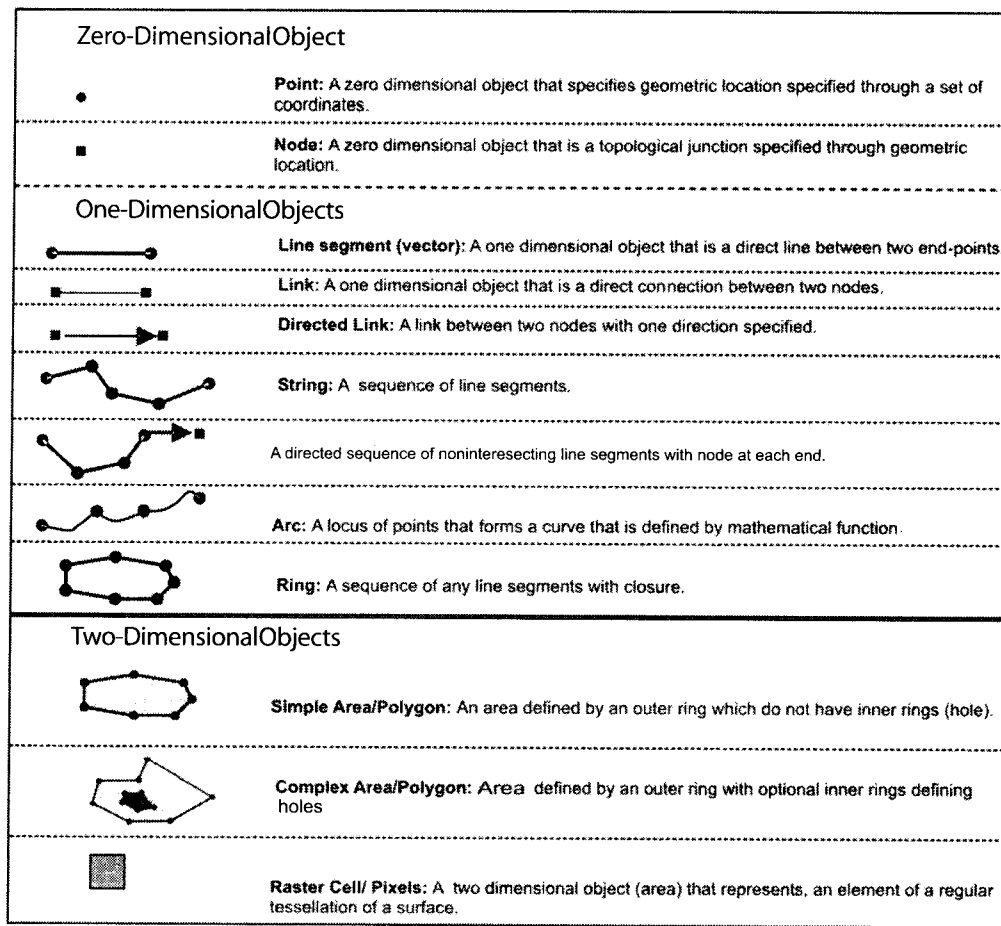 Zero-DimensionalObject
Point: A zero dimensional object that specifies geometric location specified through a set of
coordinates.
Node: A zero dimensional object that is a topological junction specified through geometric
location.
One-DimensionalObjects
Line segment (vector): A one dimensional object that is a direct line between two end-points
Link: A one dimensional object that is a direct connection between two nodes.
Directed Link: A link between two nodes with one direction specified.
String: A sequence of line segments.
A directed sequence of noninteresecting line segments with node at each end.
Arc: A locus of points that forms a curve that is defined by mathematical function.
Ring: A sequence of any line segments with closure.
Two-DimensionalObjects
Simple Area/Polygon: An area defined by an outer ring which do not have inner rings (hole).
Complex Area/Polygon: Area defined by an outer ring with optional inner rings defining
holes
Raster Cell/ Pixels: A two dimensional object (area) that represents, an element of a regular
tessellation of a surface.